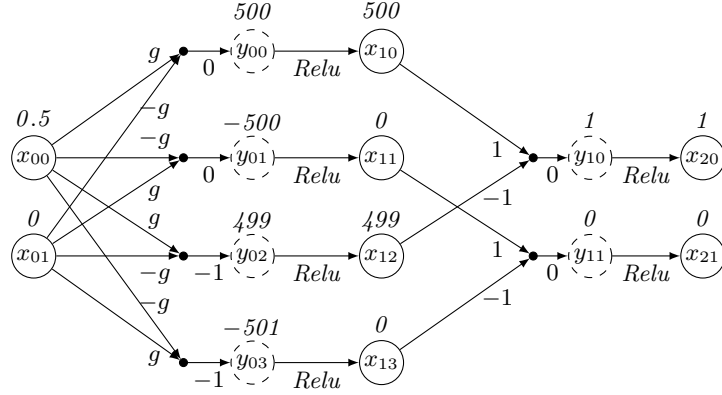 500 500
g y₀₀ x₁₀
0 Relu
-g
0.5 -g -500 0 1 1
x₀₀ y₀₁ x₁₁ 1 y₁₀ x₂₀
g 0 Relu 0 Relu
0 g 499 499 -1 0 0
x₀₁ y₀₂ x₁₂ 1 y₁₁ x₂₁
-g -1 Relu 0 Relu
-g -501 0 -1
g y₀₃ x₁₃
-1 Relu